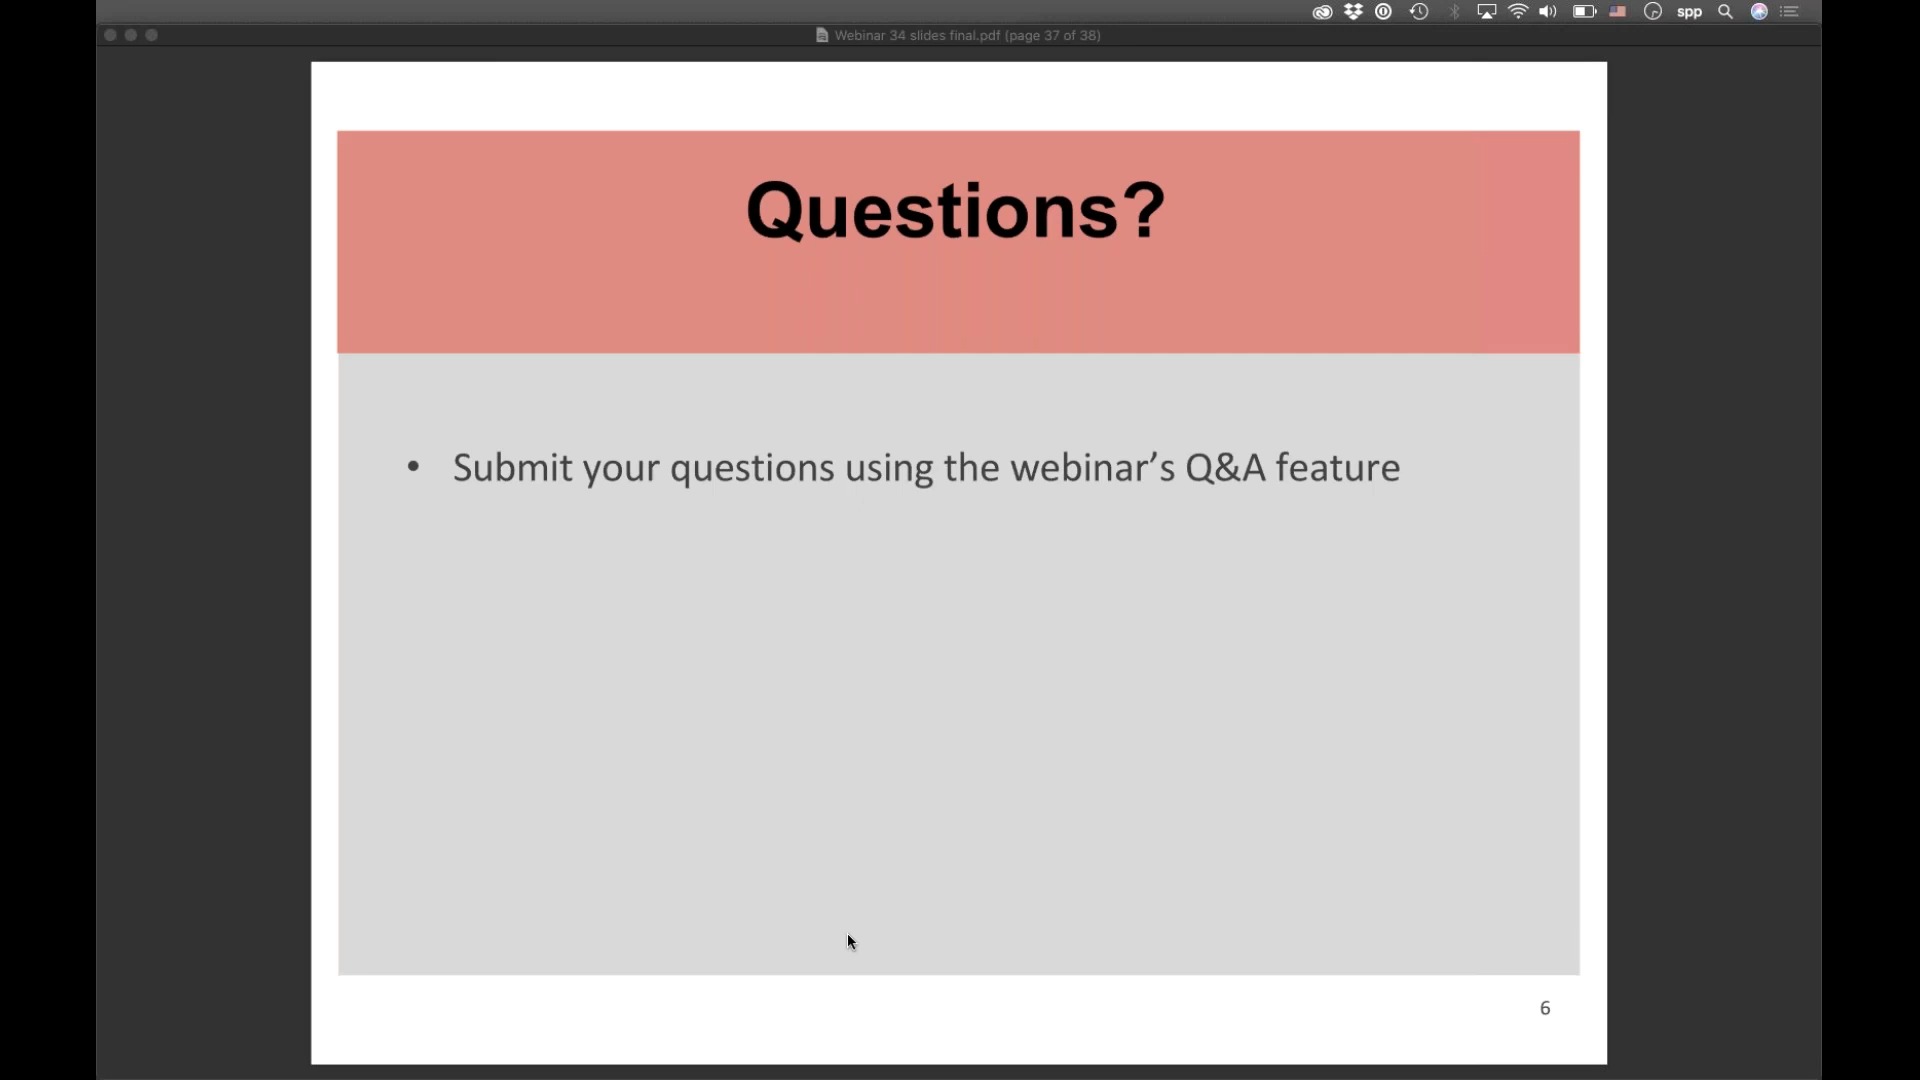 spp
Webinar 34 slides final.pdf (page 37 of 38)
Questions?
• Submit your questions using the webinar’s Q&A feature
6